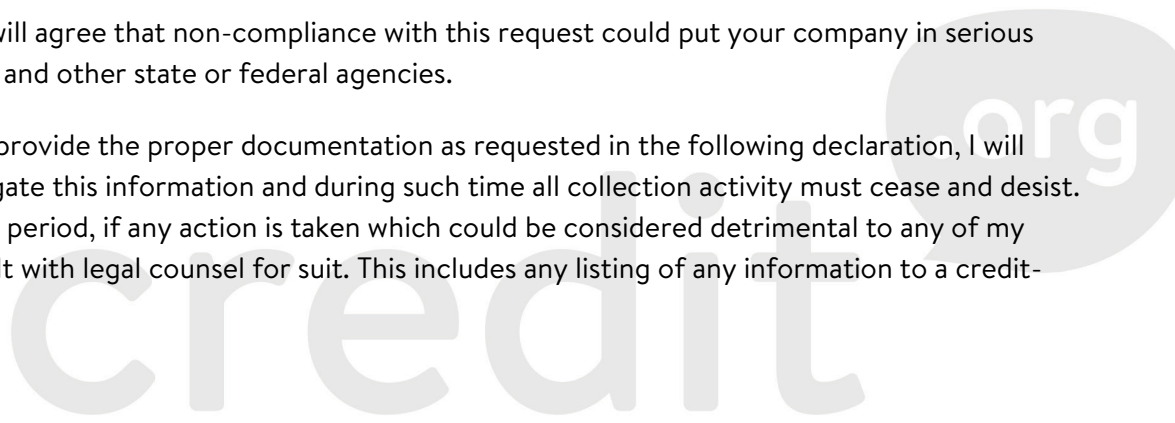 will agree that non-compliance with this request could put your company in serious
and other state or federal agencies.
provide the proper documentation as requested in the following declaration, I will
gate this information and during such time all collection activity must cease and desist.
period, if any action is taken which could be considered detrimental to any of my
lt with legal counsel for suit. This includes any listing of any information to a credit-
credit
.org